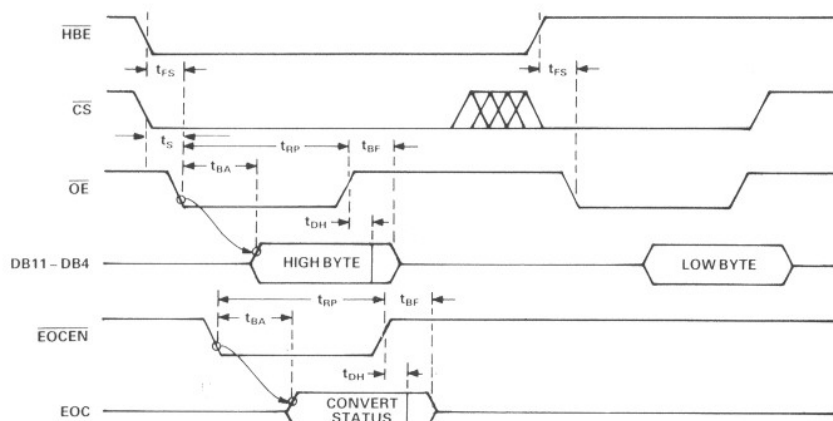 HBE
tFS
tFS
CS
tS
tRP
tBF
tBA
OE
tDH
DB11 – DB4
HIGH BYTE
LOW BYTE
tRP
tBF
tBA
EOCEN
tDH
EOC
CONVERT
STATUS